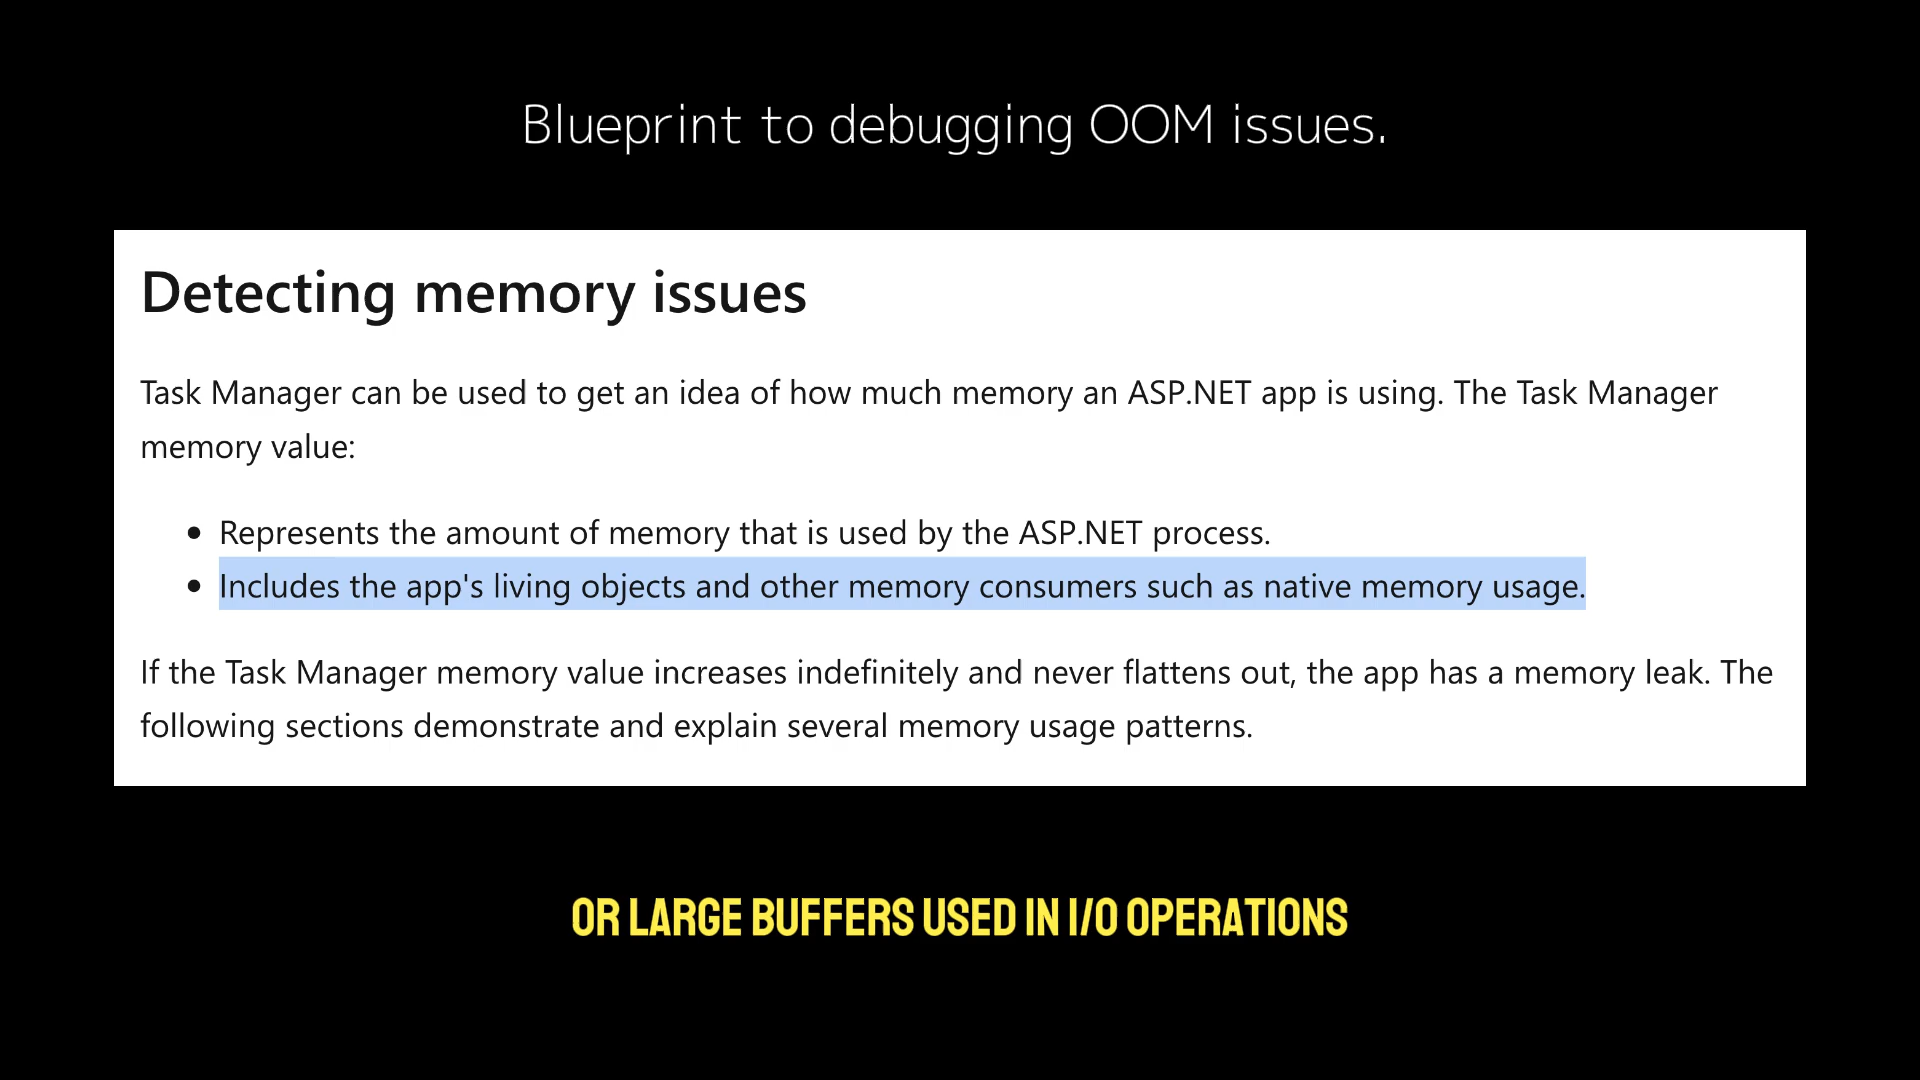 Blueprint to debugging OOM issues.
Detecting memory issues
Task Manager can be used to get an idea of how much memory an ASP.NET app is using. The Task Manager
memory value:
• Represents the amount of memory that is used by the ASP.NET process.
• Includes the app's living objects and other memory consumers such as native memory usage.
If the Task Manager memory value increases indefinitely and never flattens out, the app has a memory leak. The
following sections demonstrate and explain several memory usage patterns.
OR LARGE BUFFERS USED IN I/O OPERATIONS